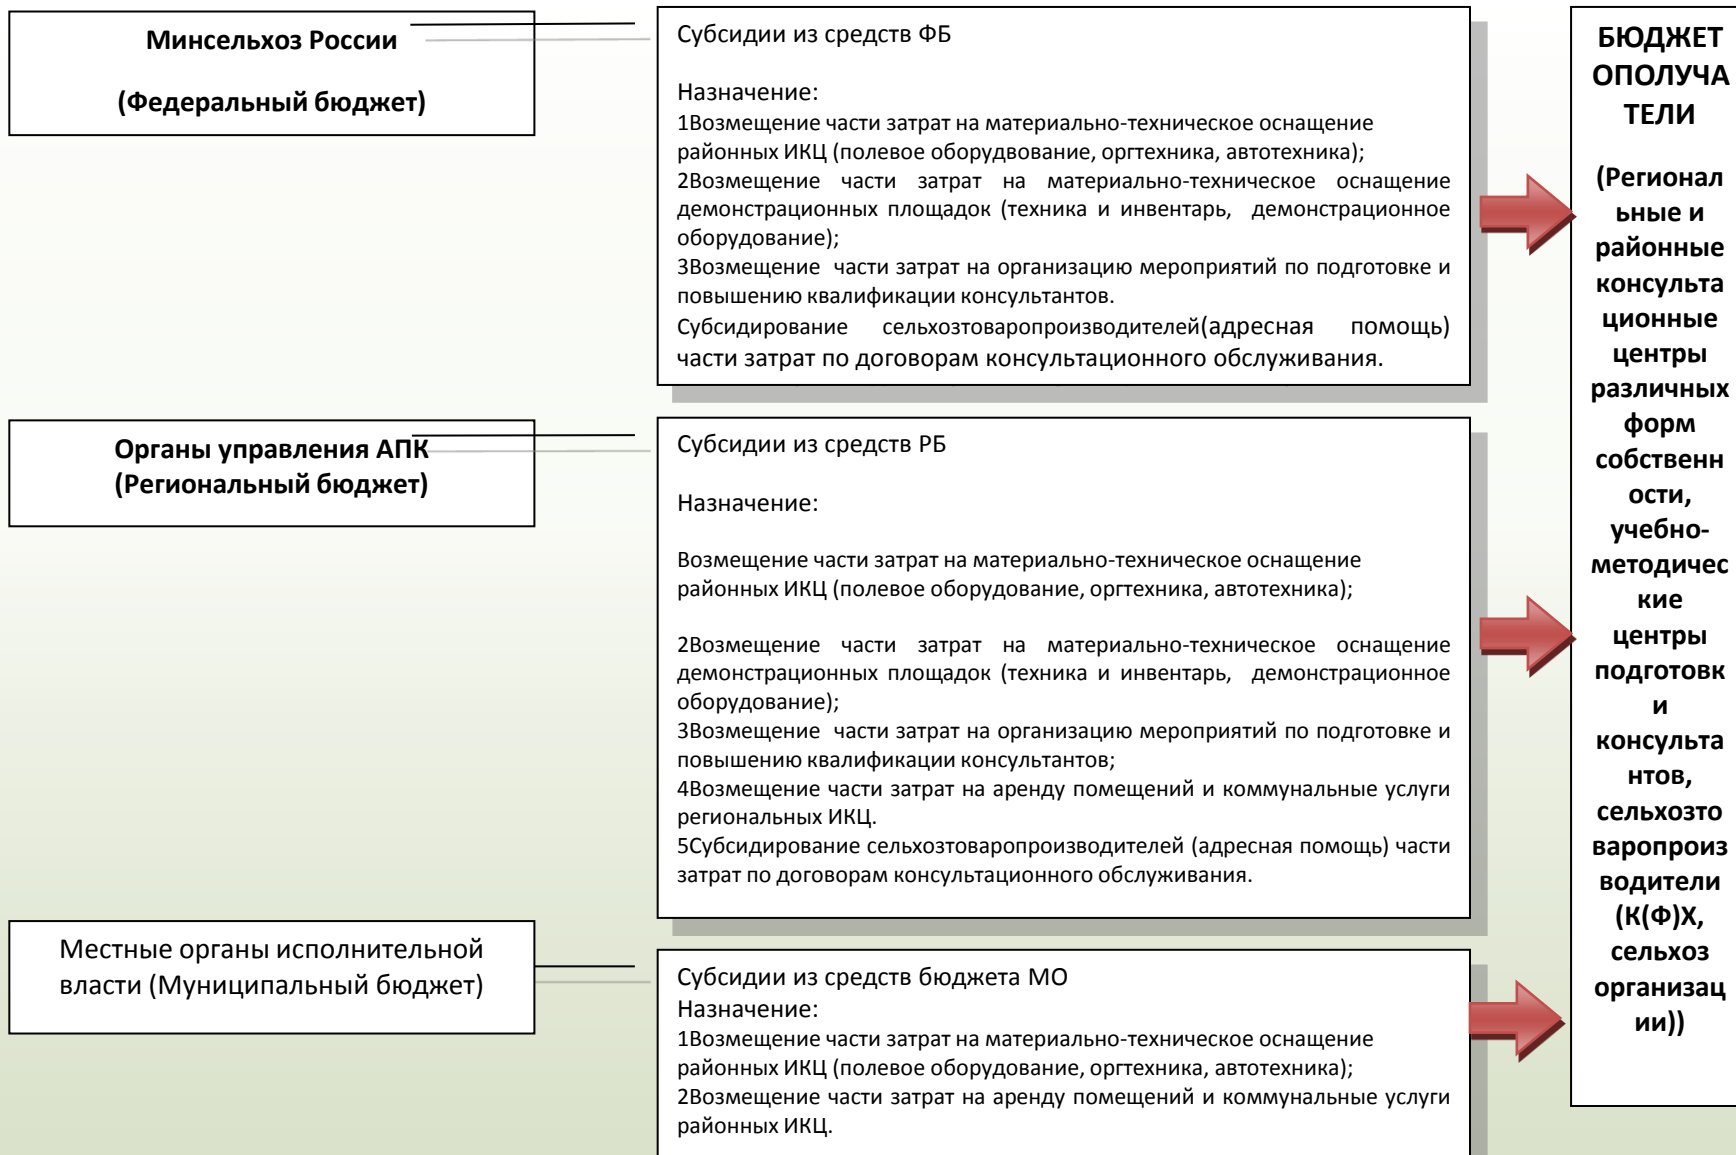 Минсельхоз России
(Федеральный бюджет)
Субсидии из средств ФБ
Назначение:
1Возмещение части затрат на материально-техническое оснащение
районных ИКЦ (полевое оборудвование, оргтехника, автотехника);
2Возмещение части затрат на материально-техническое оснащение
демонстрационных площадок (техника и инвентарь, демонстрационное
оборудование);
3Возмещение части затрат на организацию мероприятий по подготовке и
повышению квалификации консультантов.
Субсидирование сельхозтоваропроизводителей(адресная помощь)
части затрат по договорам консультационного обслуживания.
Органы управления АПК
(Региональный бюджет)
Субсидии из средств РБ
Назначение:
Возмещение части затрат на материально-техническое оснащение
районных ИКЦ (полевое оборудование, оргтехника, автотехника);
2Возмещение части затрат на материально-техническое оснащение
демонстрационных площадок (техника и инвентарь, демонстрационное
оборудование);
3Возмещение части затрат на организацию мероприятий по подготовке и
повышению квалификации консультантов;
4Возмещение части затрат на аренду помещений и коммунальные услуги
региональных ИКЦ.
5Субсидирование сельхозтоваропроизводителей (адресная помощь) части
затрат по договорам консультационного обслуживания.
Местные органы исполнительной
власти (Муниципальный бюджет)
Субсидии из средств бюджета МО
Назначение:
1Возмещение части затрат на материально-техническое оснащение
районных ИКЦ (полевое оборудование, оргтехника, автотехника);
2Возмещение части затрат на аренду помещений и коммунальные услуги
районных ИКЦ.
БЮДЖЕТ
ОПОЛУЧА
ТЕЛИ
(Регионал
ьные и
районные
консульта
ционные
центры
различных
форм
собственн
ости,
учебно-
методичес
кие
центры
подготовк
и
консульта
нтов,
сельхозто
варопроиз
водители
(К(Ф)Х,
сельхоз
организац
ии))